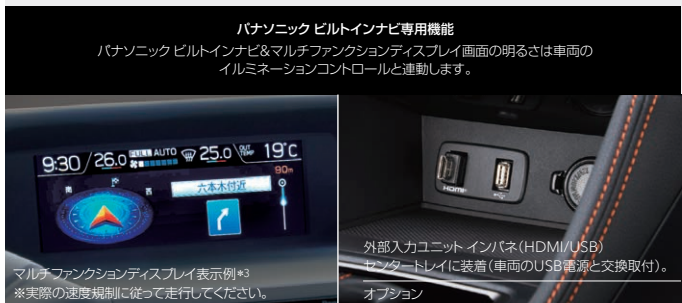 パナソニック ビルトインナビ専用機能
パナソニック ビルトインナビ&マルチファンクションディスプレイ画面の明るさは車両の
イルミネーションコントロールと連動します。
9:30 26.0 FULL AUTO 25.0 OUT TEMP 19℃
90m
六本木付近
マルチファンクションディスプレイ表示例*3
※実際の速度規制に従って走行してください。
HDMI
外部入力ユニット インパネ(HDMI/USB)
センタートレイに装着(車両のUSB電源と交換取付)。
オプション